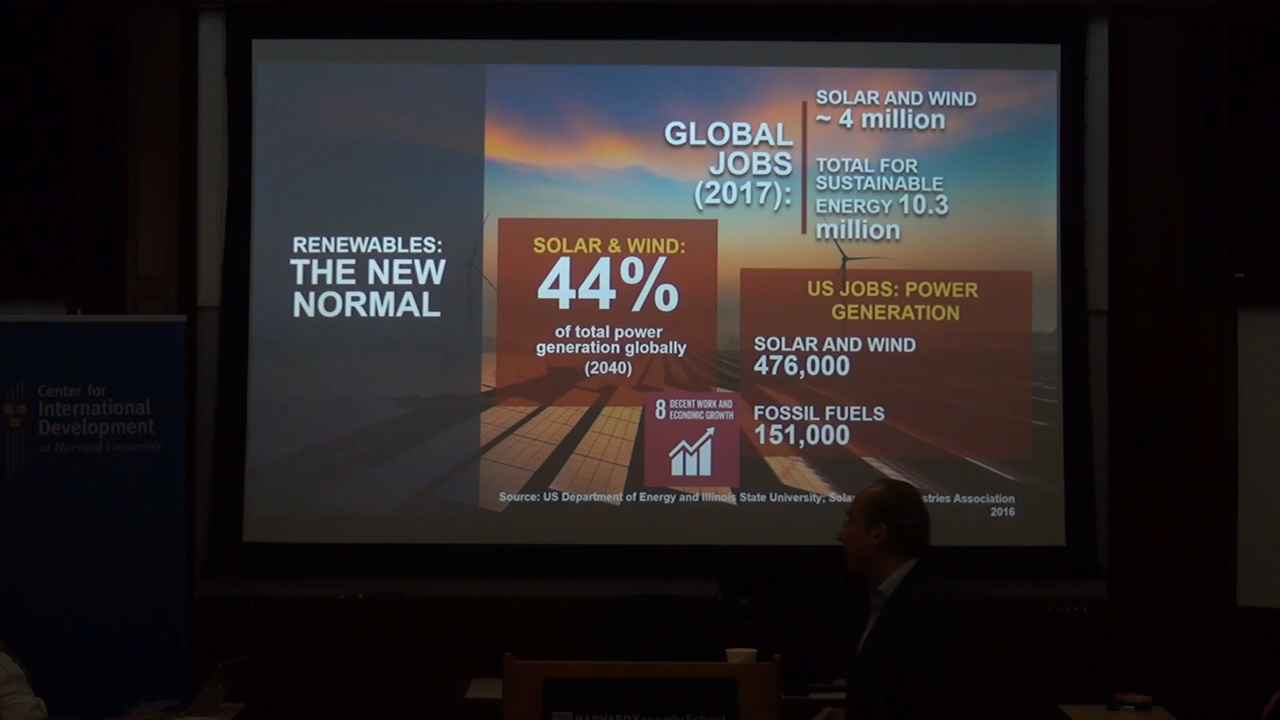 RENEWABLES:
THE NEW
NORMAL
GLOBAL
JOBS
(2017):
SOLAR AND WIND
~ 4 million
TOTAL FOR
SUSTAINABLE
ENERGY 10.3
million
SOLAR & WIND:
44%
of total power
generation globally
(2040)
US JOBS: POWER
GENERATION
SOLAR AND WIND
476,000
FOSSIL FUELS
151,000
8 DECENT WORK AND
ECONOMIC GROWTH
Source: US Department of Energy and Illinois State University; Association
2016
Center for
International
Development
at Harvard University
HARVARD Kennedy School